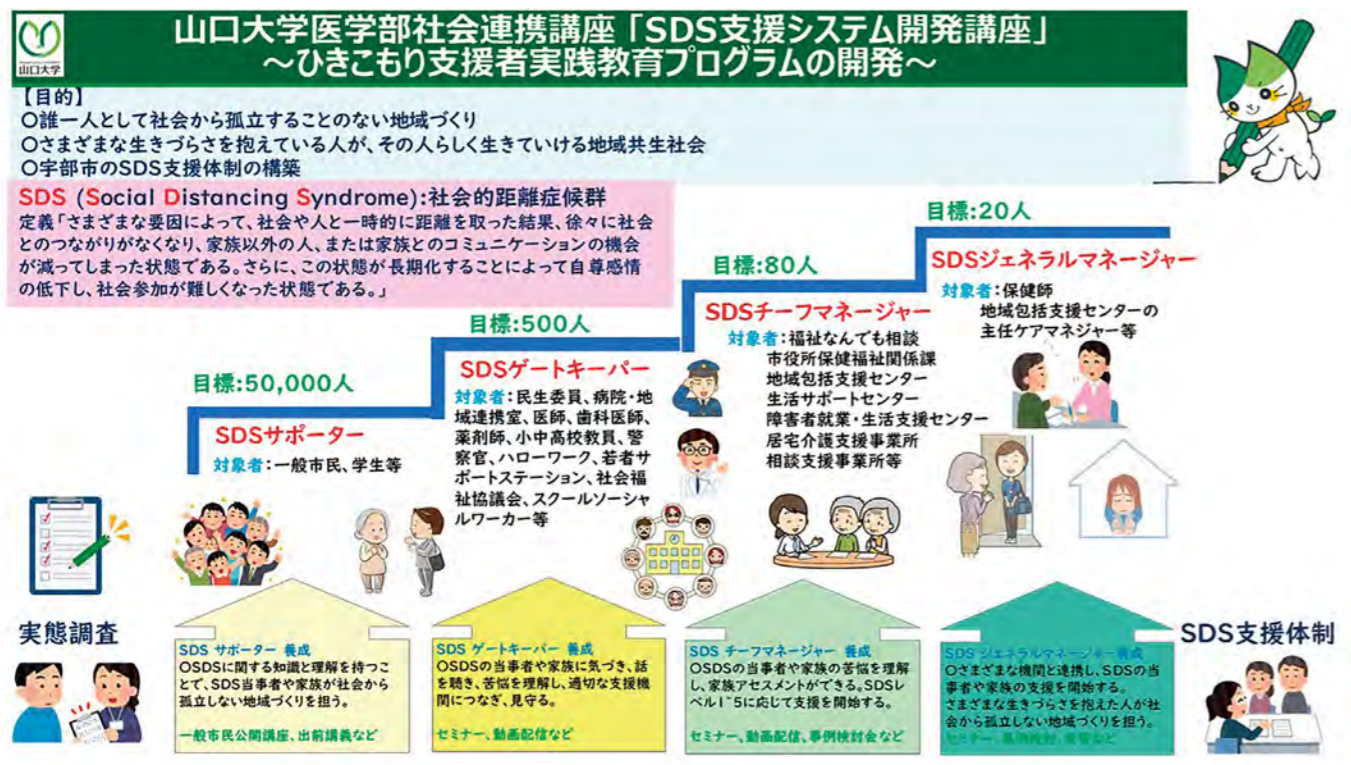 山口大学
山口大学医学部社会連携講座「SDS支援システム開発講座」
～ひきこもり支援者実践教育プログラムの開発～
【目的】
〇誰一人として社会から孤立することのない地域づくり
〇さまざまな生きづらさを抱えている人が、その人らしく生きていける地域共生社会
〇宇部市のSDS支援体制の構築
SDS (Social Distancing Syndrome):社会的距離症候群
定義「さまざまな要因によって、社会や人と一時的に距離を取った結果、徐々に社会
とのつながりがなくなり、家族以外の人、または家族とのコミュニケーションの機会
が減ってしまった状態である。さらに、この状態が長期化することによって自尊感情
の低下し、社会参加が難しくなった状態である。」
目標:50,000人
SDSサポーター
対象者:一般市民、学生等
目標:500人
SDSゲートキーパー
対象者:民生委員、病院・地
域連携室、医師、歯科医師、
薬剤師、小中高校教員、警
察官、ハローワーク、若者サ
ポートステーション、社会福
祉協議会、スクールソーシャ
ルワーカー等
目標:80人
SDSチーフマネージャー
対象者:福祉なんでも相談
市役所保健福祉関係課
地域包括支援センター
生活サポートセンター
障害者就業・生活支援センター
居宅介護支援事業所
相談支援事業所等
目標:20人
SDSジェネラルマネージャー
対象者:保健師
地域包括支援センターの
主任ケアマネジャー等
実態調査
SDS サポーター 養成
〇SDSに関する知識と理解を持つこ
とで、SDS当事者や家族が社会から
孤立しない地域づくりを担う。
一般市民公開講座、出前講義など
SDS ゲートキーパー 養成
〇SDSの当事者や家族に気づき、話
を聴き、苦悩を理解し、適切な支援機
関につなぎ、見守る。
セミナー、動画配信など
SDS チーフマネージャー 養成
〇SDSの当事者や家族の苦悩を理解
し、家族アセスメントができる。SDSレ
ベル1~5に応じて支援を開始する。
セミナー、動画配信、事例検討会など
SDS ジェネラルマネージャー 養成
〇さまざまな機関と連携し、SDSの当
事者や家族の支援を開始する。
さまざまな生きづらさを抱えた人が社
会から孤立しない地域づくりを担う。
セミナー、事例検討、
SDS支援体制